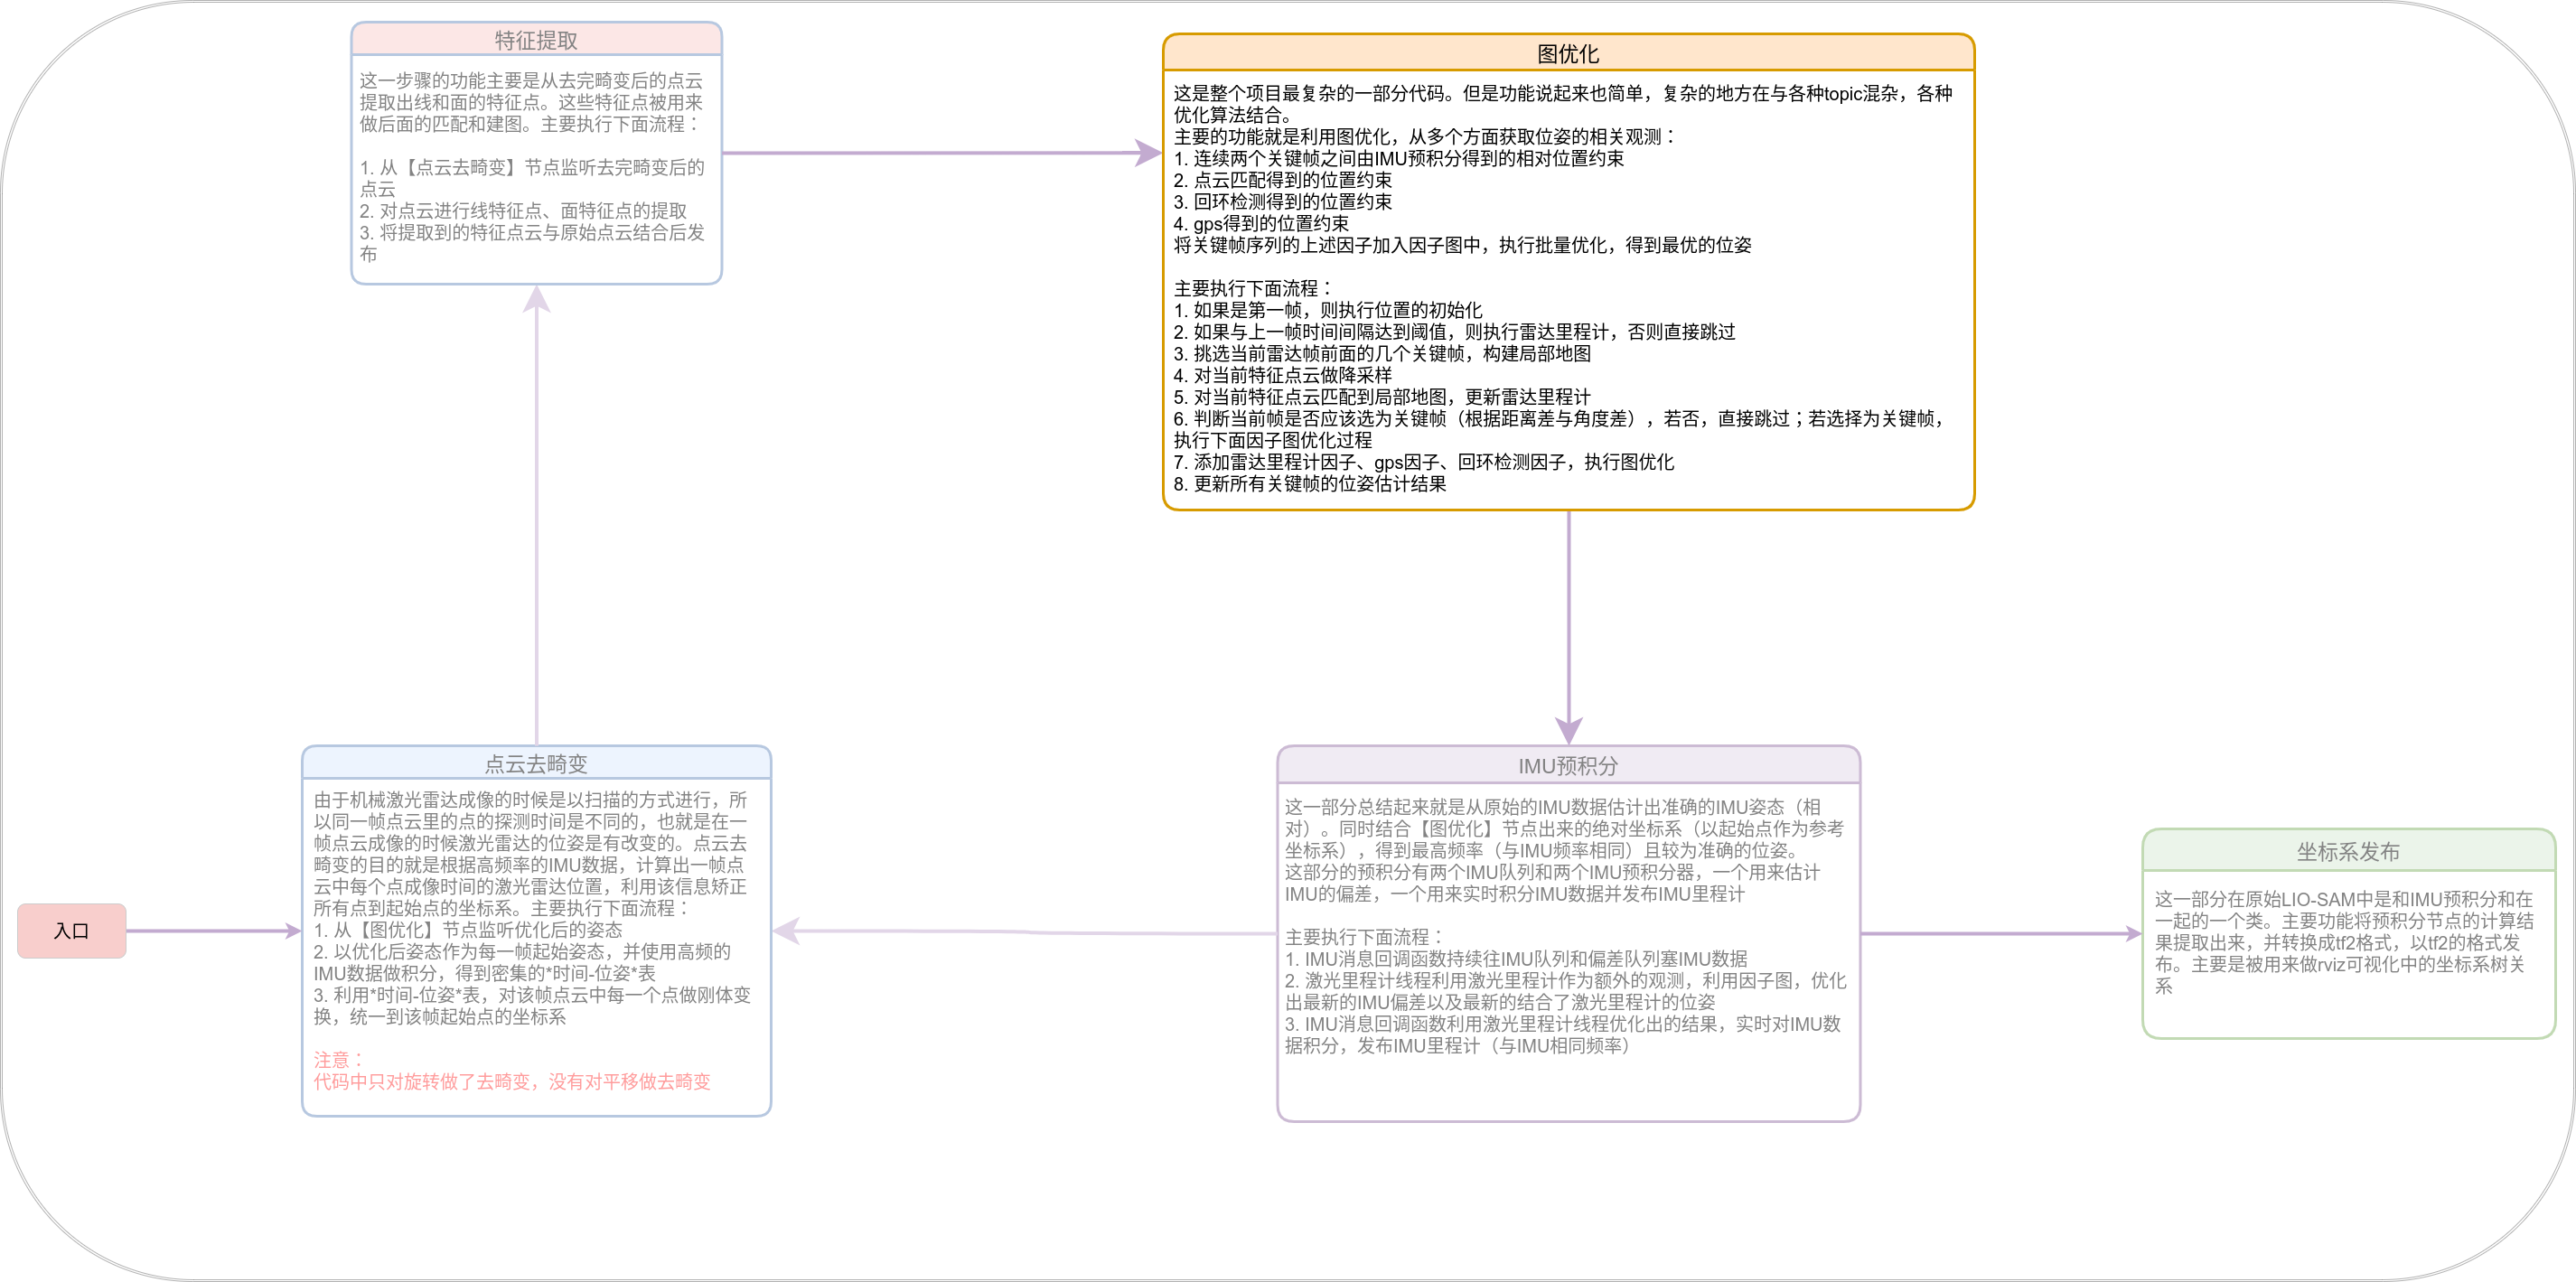 特征提取
这一步骤的功能主要是从去完畸变后的点云
提取出线和面的特征点。这些特征点被用来
做后面的匹配和建图。主要执行下面流程：
1. 从【点云去畸变】节点监听去完畸变后的
点云
2. 对点云进行线特征点、面特征点的提取
3. 将提取到的特征点云与原始点云结合后发
布
图优化
这是整个项目最复杂的一部分代码。但是功能说起来也简单，复杂的地方在与各种topic混杂，各种
优化算法结合。
主要的功能就是利用图优化，从多个方面获取位姿的相关观测：
1. 连续两个关键帧之间由IMU预积分得到的相对位置约束
2. 点云匹配得到的位置约束
3. 回环检测得到的位置约束
4. gps得到的位置约束
将关键帧序列的上述因子加入因子图中，执行批量优化，得到最优的位姿
主要执行下面流程：
1. 如果是第一帧，则执行位置的初始化
2. 如果与上一帧时间间隔达到阈值，则执行雷达里程计，否则直接跳过
3. 挑选当前雷达帧前面的几个关键帧，构建局部地图
4. 对当前特征点云做降采样
5. 对当前特征点云匹配到局部地图，更新雷达里程计
6. 判断当前帧是否应该选为关键帧（根据距离差与角度差），若否，直接跳过；若选择为关键帧，
执行下面因子图优化过程
7. 添加雷达里程计因子、gps因子、回环检测因子，执行图优化
8. 更新所有关键帧的位姿估计结果
入口
点云去畸变
由于机械激光雷达成像的时候是以扫描的方式进行，所
以同一帧点云里的点的探测时间是不同的，也就是在一
帧点云成像的时候激光雷达的位姿是有改变的。点云去
畸变的目的就是根据高频率的IMU数据，计算出一帧点
云中每个点成像时间的激光雷达位置，利用该信息矫正
所有点到起始点的坐标系。主要执行下面流程：
1. 从【图优化】节点监听优化后的姿态
2. 以优化后姿态作为每一帧起始姿态，并使用高频的
IMU数据做积分，得到密集的*时间-位姿*表
3. 利用*时间-位姿*表，对该帧点云中每一个点做刚体变
换，统一到该帧起始点的坐标系
注意：
代码中只对旋转做了去畸变，没有对平移做去畸变
IMU预积分
这一部分总结起来就是从原始的IMU数据估计出准确的IMU姿态（相
对）。同时结合【图优化】节点出来的绝对坐标系（以起始点作为参考
坐标系），得到最高频率（与IMU频率相同）且较为准确的位姿。
这部分的预积分有两个IMU队列和两个IMU预积分器，一个用来估计
IMU的偏差，一个用来实时积分IMU数据并发布IMU里程计
主要执行下面流程：
1. IMU消息回调函数持续往IMU队列和偏差队列塞IMU数据
2. 激光里程计线程利用激光里程计作为额外的观测，利用因子图，优化
出最新的IMU偏差以及最新的结合了激光里程计的位姿
3. IMU消息回调函数利用激光里程计线程优化出的结果，实时对IMU数
据积分，发布IMU里程计（与IMU相同频率）
坐标系发布
这一部分在原始LIO-SAM中是和IMU预积分和在
一起的一个类。主要功能将预积分节点的计算结
果提取出来，并转换成tf2格式，以tf2的格式发
布。主要是被用来做rviz可视化中的坐标系树关
系